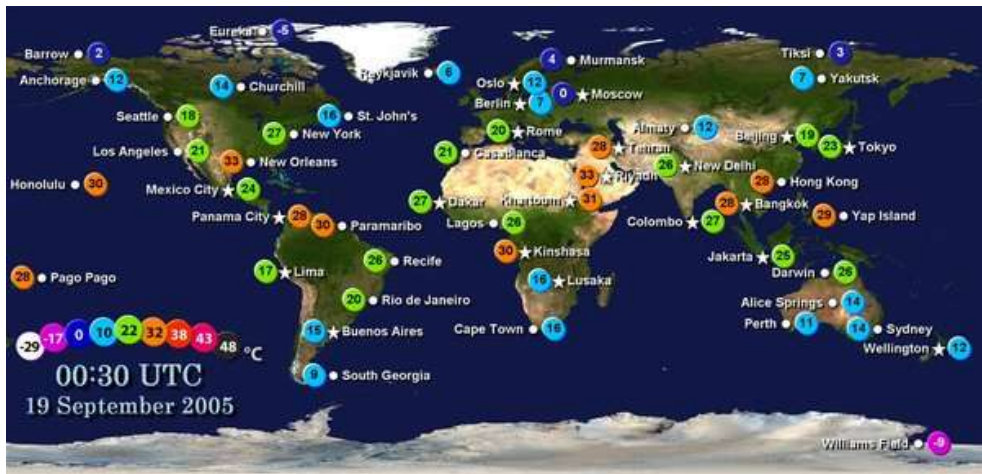 Eureka -5
Barrow 2
Tiksi 3
Murmansk 4
Reykjavik 6
Anchorage 12
Churchill 14
Oslo 12
Yakutsk 7
Berlin 7
Moscow 0
Seattle 18
St. John's 16
New York 27
Rome 20
Almaty 12
Beijing 19
Tokyo 23
Los Angeles 21
New Orleans 33
Casablanca 21
Tehran 28
New Delhi 26
Honolulu 30
Mexico City 24
Riyadh 33
Hong Kong 28
Dakar 27
Khartoum 31
Bangkok 28
Panama City 28
Paramaribo 30
Lagos 26
Colombo 27
Yap Island 29
Kinshasa 30
Jakarta 25
Recife 26
Pago Pago 28
Lima 17
Lusaka 16
Darwin 26
Rio de Janeiro 20
Alice Springs 14
Buenos Aires 15
Cape Town 16
Perth 11
Sydney 14
Wellington 12
-29 -17 0 10 22 32 38 43 48 °C
00:30 UTC
South Georgia 9
19 September 2005
Williams Field -9